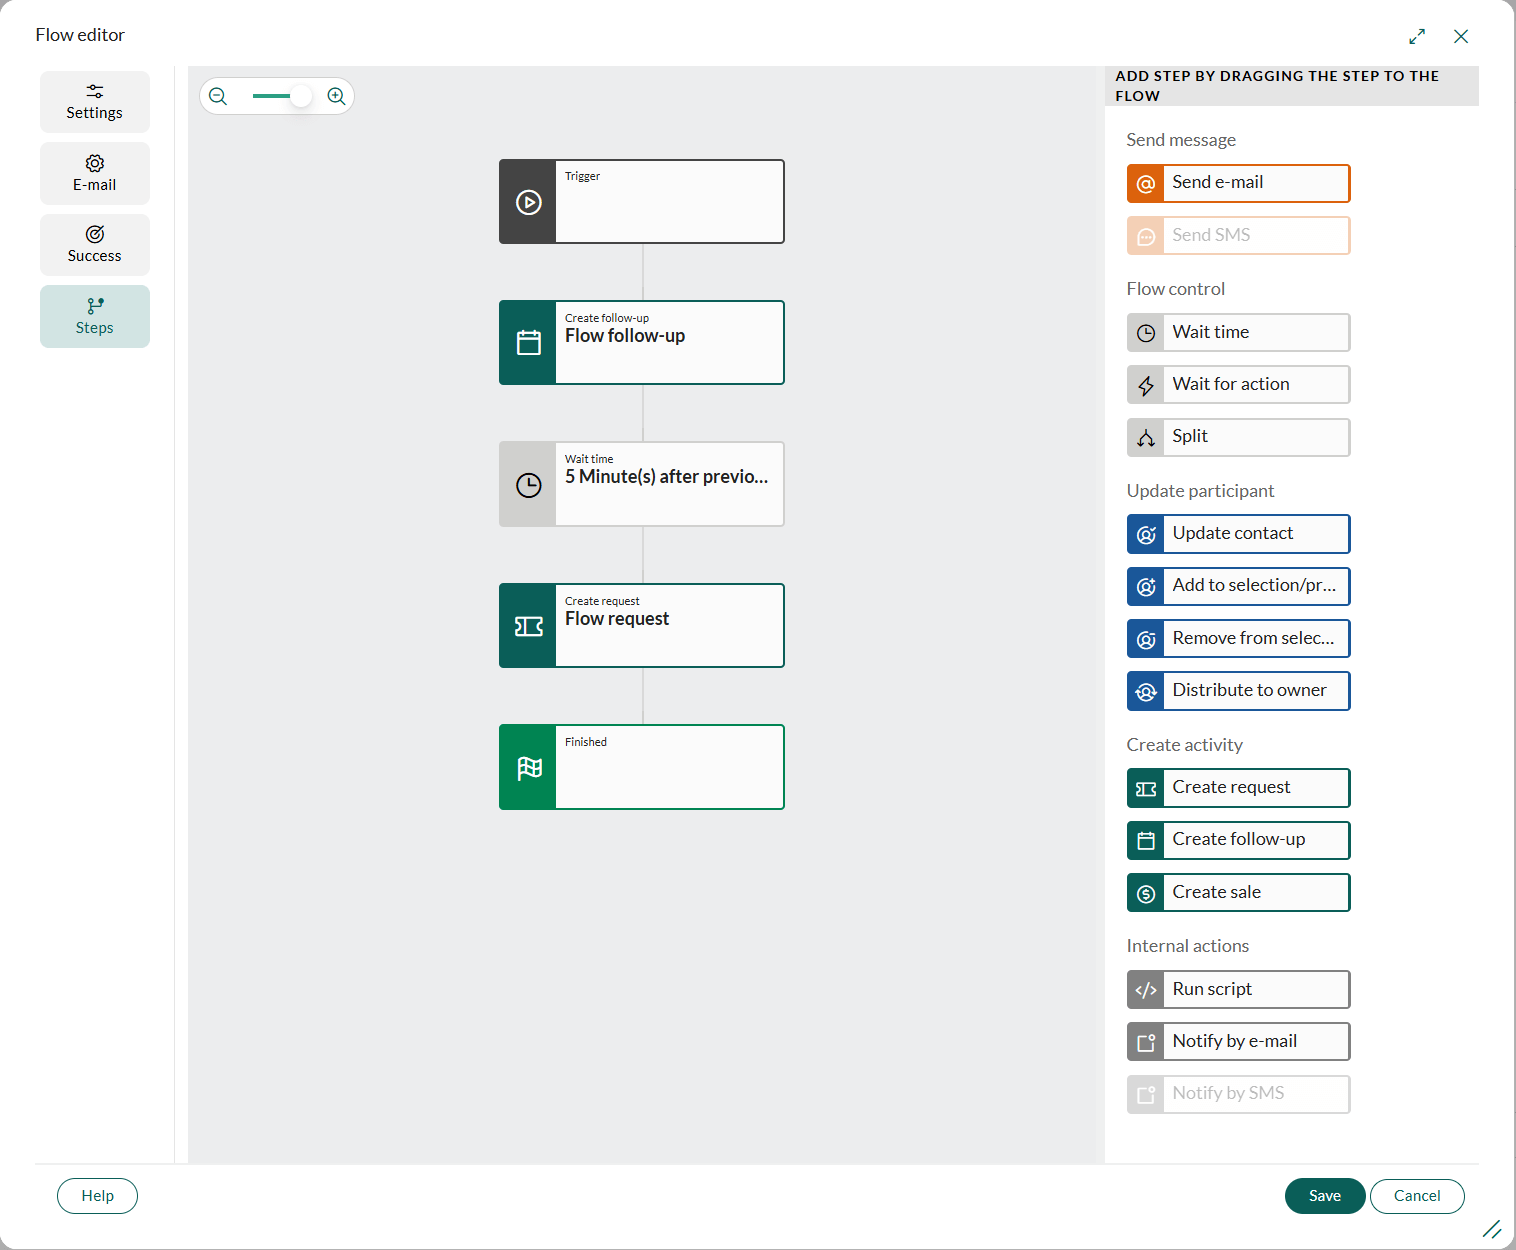 Flow editor
Settings
E-mail
Success
Steps
Trigger
Create follow-up
Flow follow-up
Wait time
5 Minute(s) after previo...
Create request
Flow request
Finished
ADD STEP BY DRAGGING THE STEP TO THE
FLOW
Send message
Send e-mail
Send SMS
Flow control
Wait time
Wait for action
Split
Update participant
Update contact
Add to selection/pr...
Remove from selec...
Distribute to owner
Create activity
Create request
Create follow-up
Create sale
Internal actions
Run script
Notify by e-mail
Notify by SMS
Help
Save
Cancel